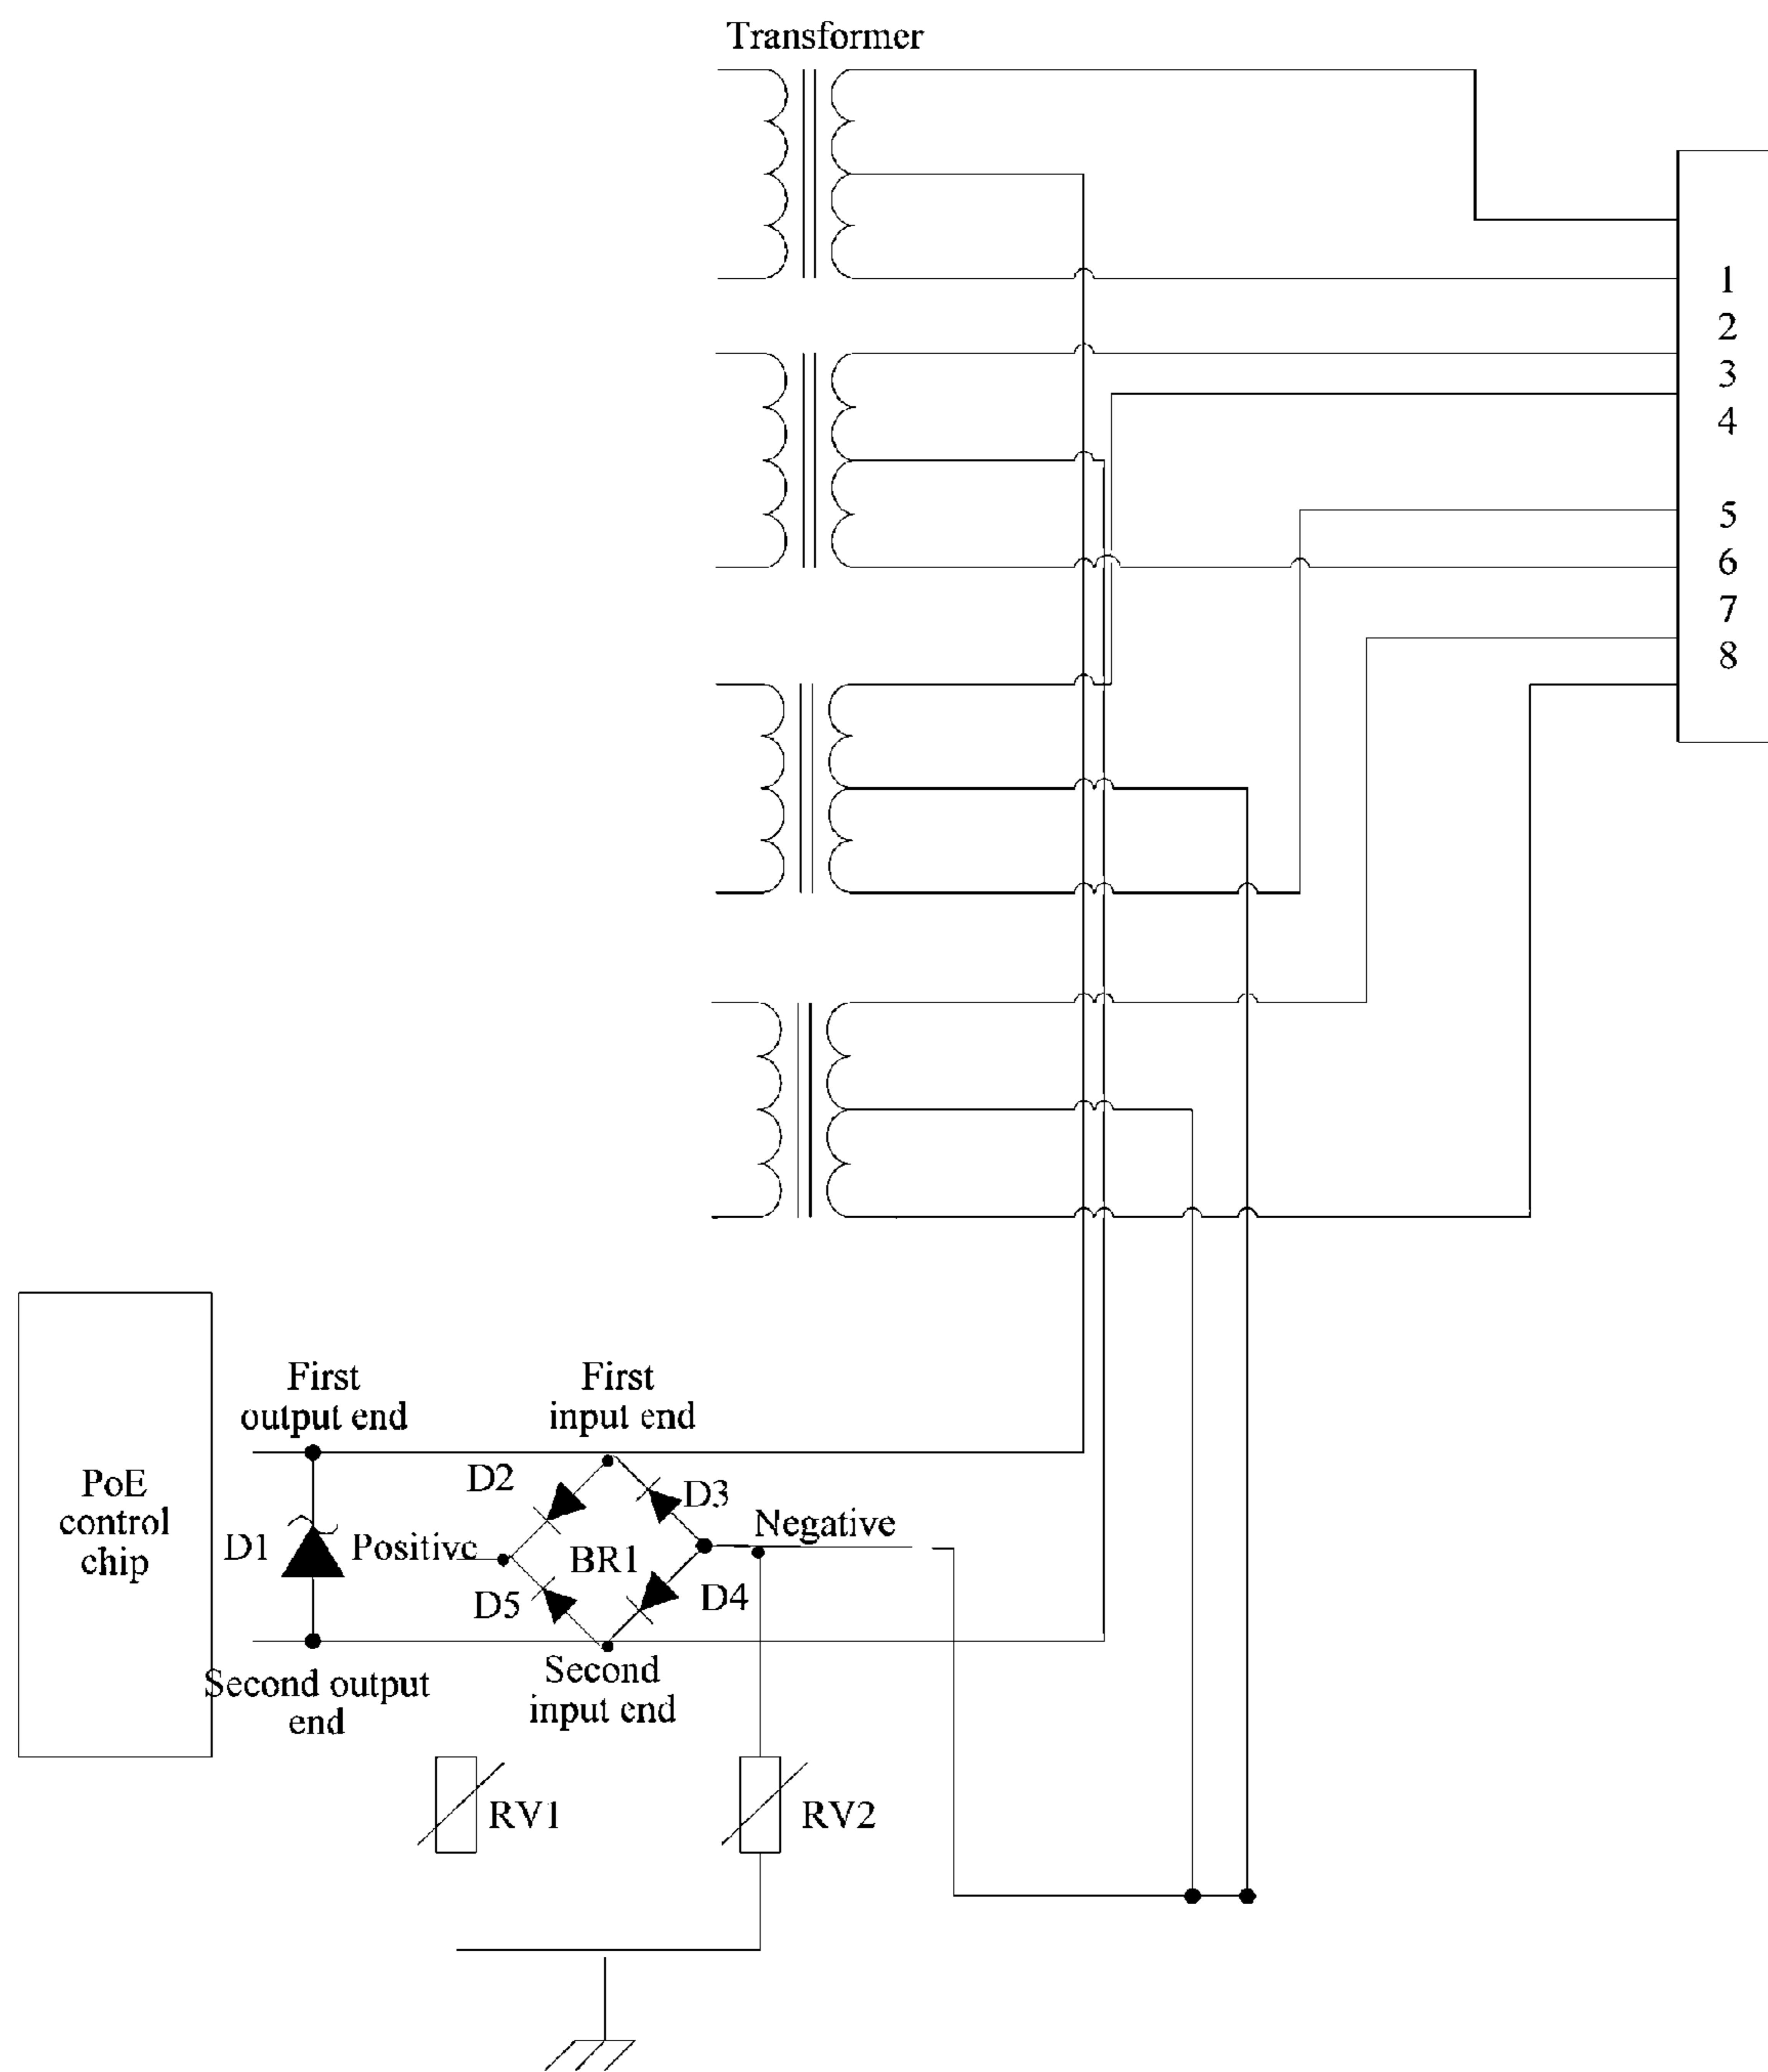 Transformer
1
2
3
4
5
6
7
8
First
output end
First
input end
PoE
control
chip
D2
D3
D1
Positive
BR1
Negative
D5
D4
Second output
end
Second
input end
RV1
RV2